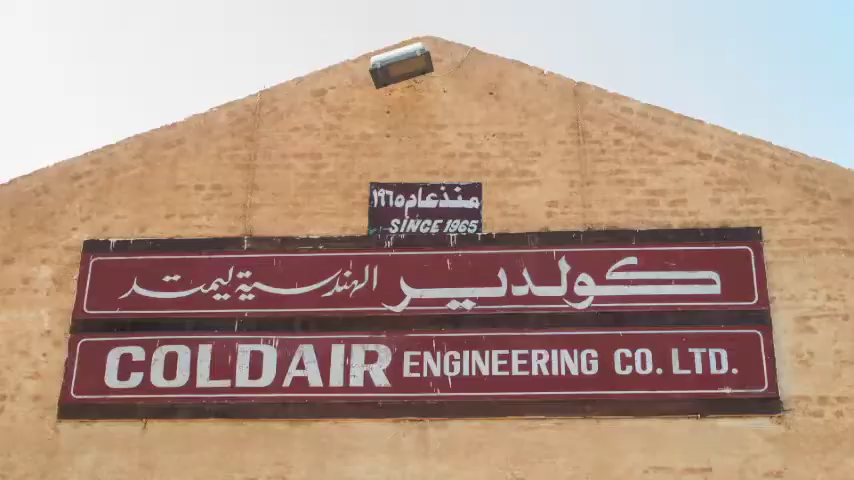 منذ عام ١٩٦٥
SINCE 1965
كولدير الهندسية ليمتد
COLDAIR ENGINEERING CO. LTD.